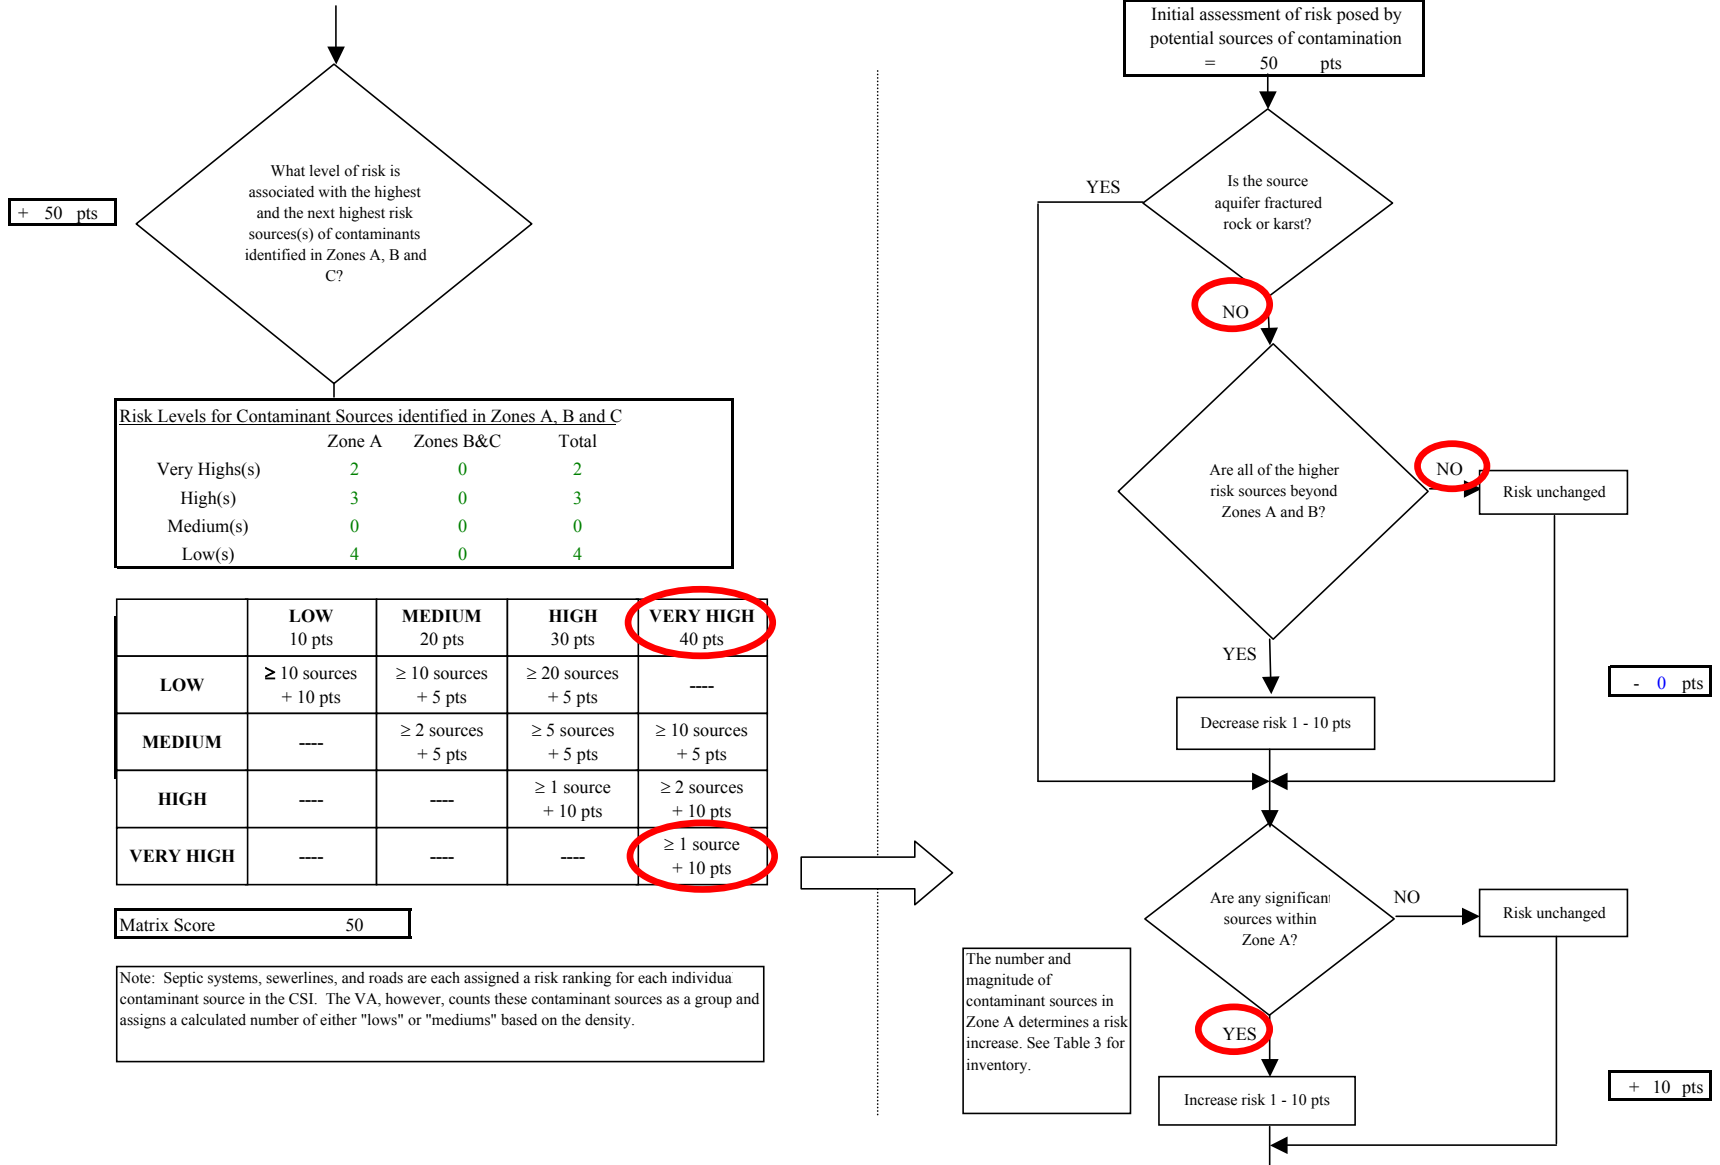 What level of risk is
associated with the highest
and the next highest risk
sources(s) of contaminants
identified in Zones A, B and
C?
+ 50 pts
Risk Levels for Contaminant Sources identified in Zones A, B and C
Zone A Zones B&C Total
Very Highs(s) 2 0 2
High(s) 3 0 3
Medium(s) 0 0 0
Low(s) 4 0 4
LOW MEDIUM HIGH VERY HIGH
10 pts 20 pts 30 pts 40 pts
LOW ≥ 10 sources ≥ 10 sources ≥ 20 sources ----
+ 10 pts + 5 pts + 5 pts
MEDIUM ---- ≥ 2 sources ≥ 5 sources ≥ 10 sources
+ 5 pts + 5 pts + 5 pts
HIGH ---- ---- ≥ 1 source ≥ 2 sources
+ 10 pts + 10 pts
VERY HIGH ---- ---- ---- ≥ 1 source
+ 10 pts
Matrix Score 50
Note: Septic systems, sewerlines, and roads are each assigned a risk ranking for each individua
contaminant source in the CSI. The VA, however, counts these contaminant sources as a group and
assigns a calculated number of either "lows" or "mediums" based on the density.
Initial assessment of risk posed by
potential sources of contamination
= 50 pts
Is the source
aquifer fractured
rock or karst?
YES
NO
Are all of the higher
risk sources beyond
Zones A and B?
NO
Risk unchanged
YES
Decrease risk 1 - 10 pts
- 0 pts
Are any significant
sources within
Zone A?
NO
Risk unchanged
The number and
magnitude of
contaminant sources in
Zone A determines a risk
increase. See Table 3 for
inventory.
YES
Increase risk 1 - 10 pts
+ 10 pts